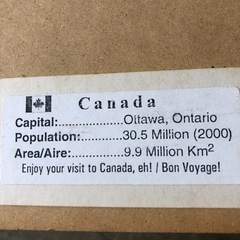 Canada
Capital:......................Ottawa, Ontario
Population:................30.5 Million (2000)
Area/Aire:..................9.9 Million Km²
Enjoy your visit to Canada, eh! / Bon Voyage!